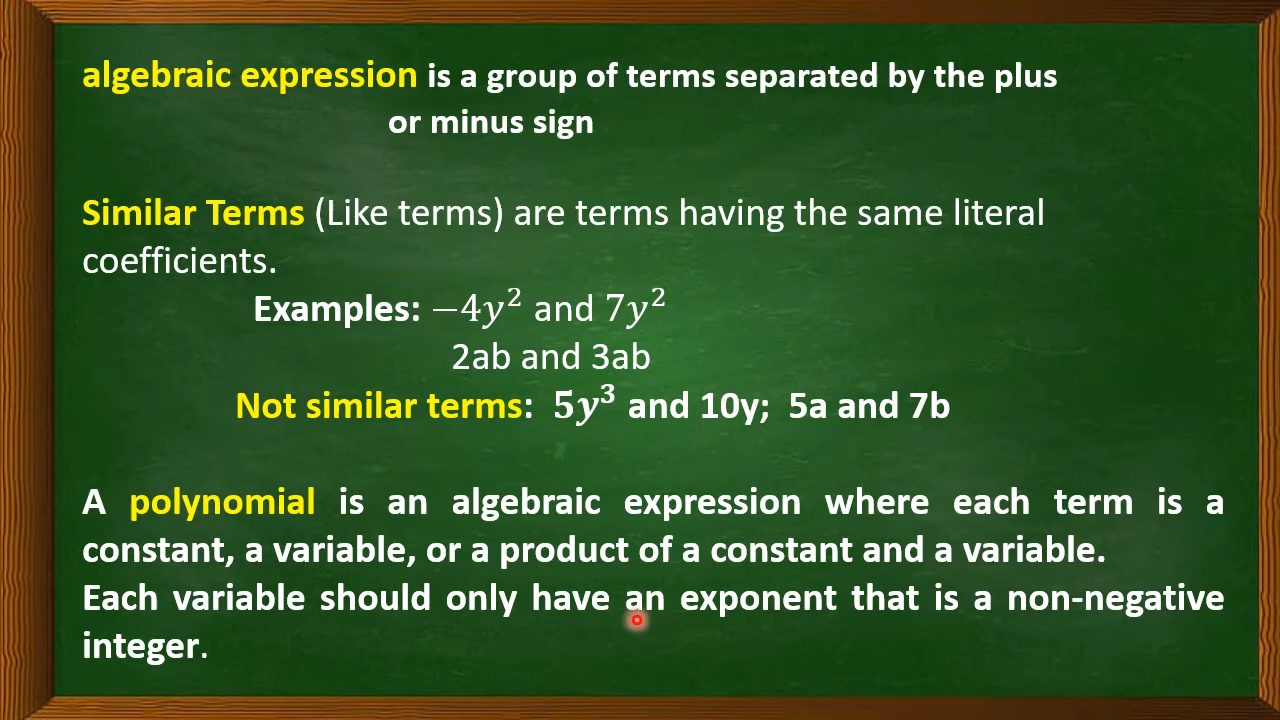 algebraic expression is a group of terms separated by the plus
or minus sign
Similar Terms (Like terms) are terms having the same literal
coefficients.
Examples: −4y² and 7y²
2ab and 3ab
Not similar terms: 5y³ and 10y; 5a and 7b
A polynomial is an algebraic expression where each term is a
constant, a variable, or a product of a constant and a variable.
Each variable should only have an exponent that is a non-negative
integer.